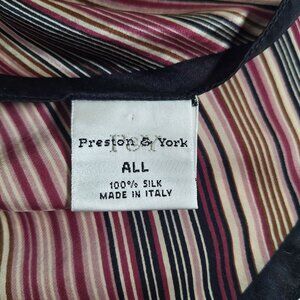 Preston & York
P&Y
ALL
100% SILK
MADE IN ITALY